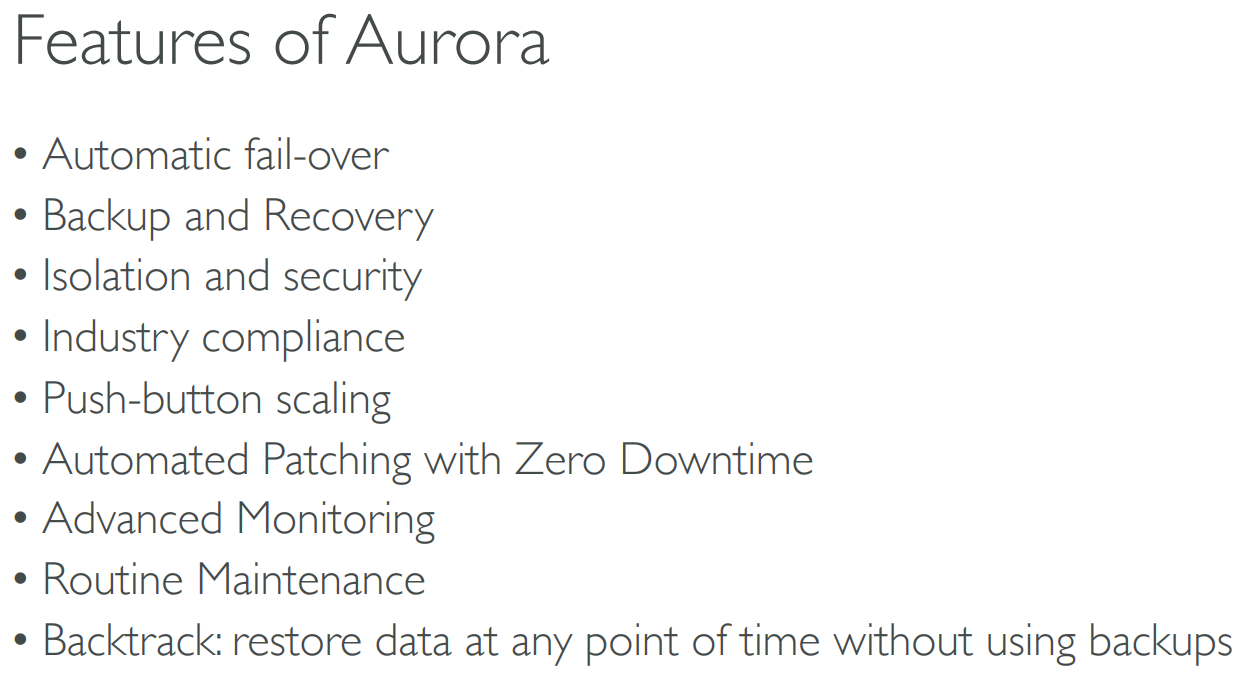 Features of Aurora
• Automatic fail-over
• Backup and Recovery
• Isolation and security
• Industry compliance
• Push-button scaling
• Automated Patching with Zero Downtime
• Advanced Monitoring
• Routine Maintenance
• Backtrack: restore data at any point of time without using backups